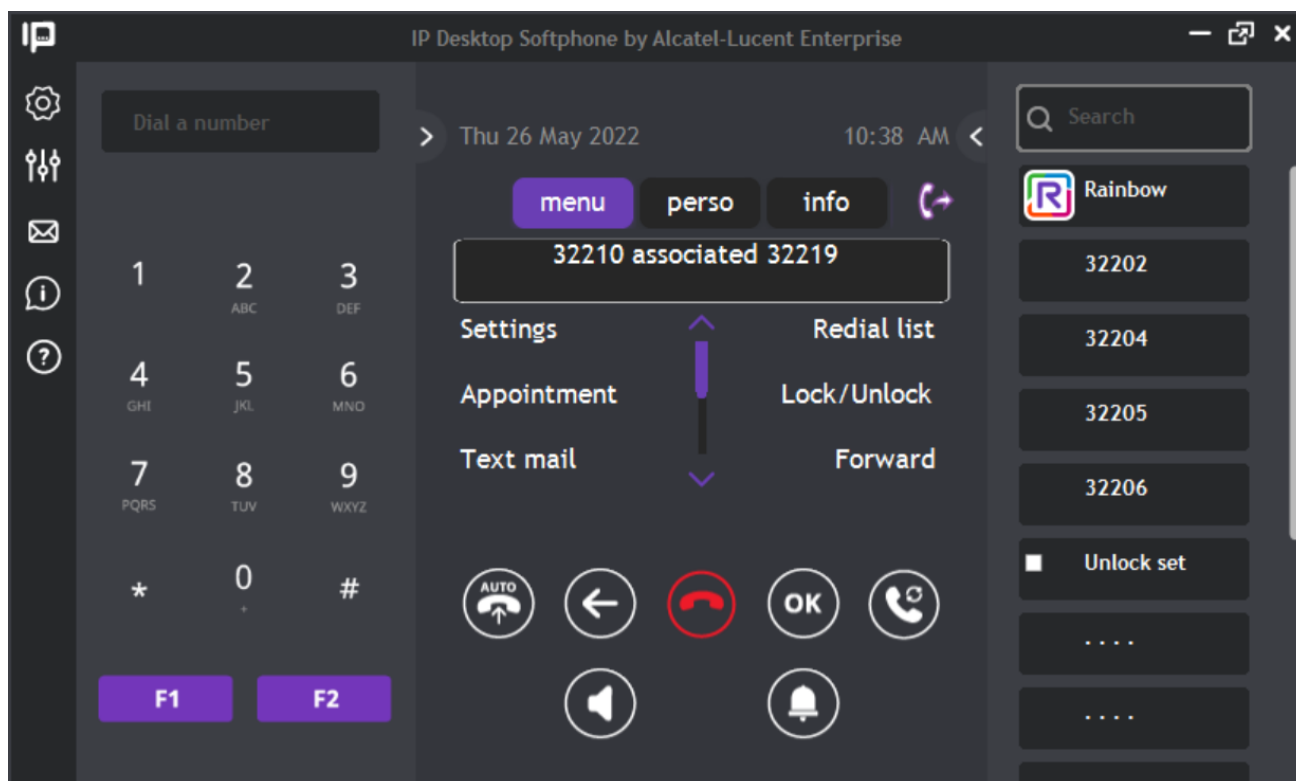 IP Desktop Softphone by Alcatel-Lucent Enterprise
Dial a number
1
2
3
ABC
DEF
4
5
6
GHI
JKL
MNO
7
8
9
PQRS
TUV
WXYZ
*
0
#
+
F1
F2
Thu 26 May 2022
10:38 AM
menu
perso
info
32210 associated 32219
Settings
Redial list
Appointment
Lock/Unlock
Text mail
Forward
AUTO
OK
Search
R
Rainbow
32202
32204
32205
32206
Unlock set
. . . .
. . . .